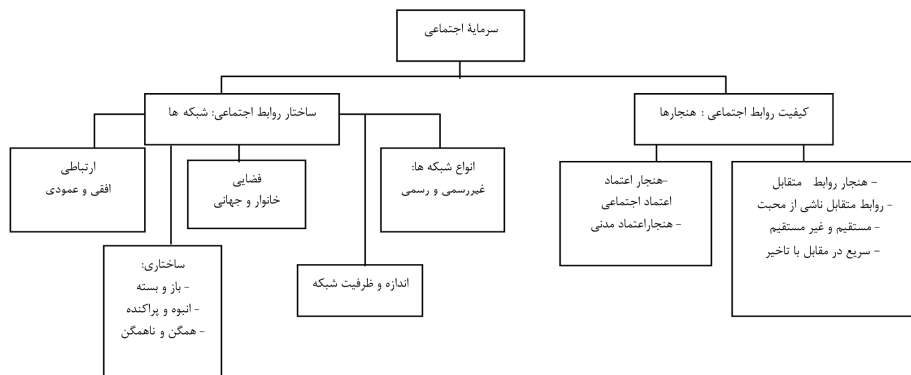 سرمایۀ اجتماعی
کیفیت روابط اجتماعی : هنجارها
ساختار روابط اجتماعی: شبکه ها
- هنجار روابط متقابل
- روابط متقابل ناشی از محبت
- مستقیم و غیر مستقیم
- سریع در مقابل با تاخیر
-هنجار اعتماد
اعتماد اجتماعی
- هنجاراعتماد مدنی
انواع شبکه ها:
غیررسمی و رسمی
اندازه و ظرفیت شبکه
فضایی
خانوار و جهانی
ساختاری:
- باز و بسته
- انبوه و پراکنده
- همگن و ناهمگن
ارتباطی
افقی و عمودی